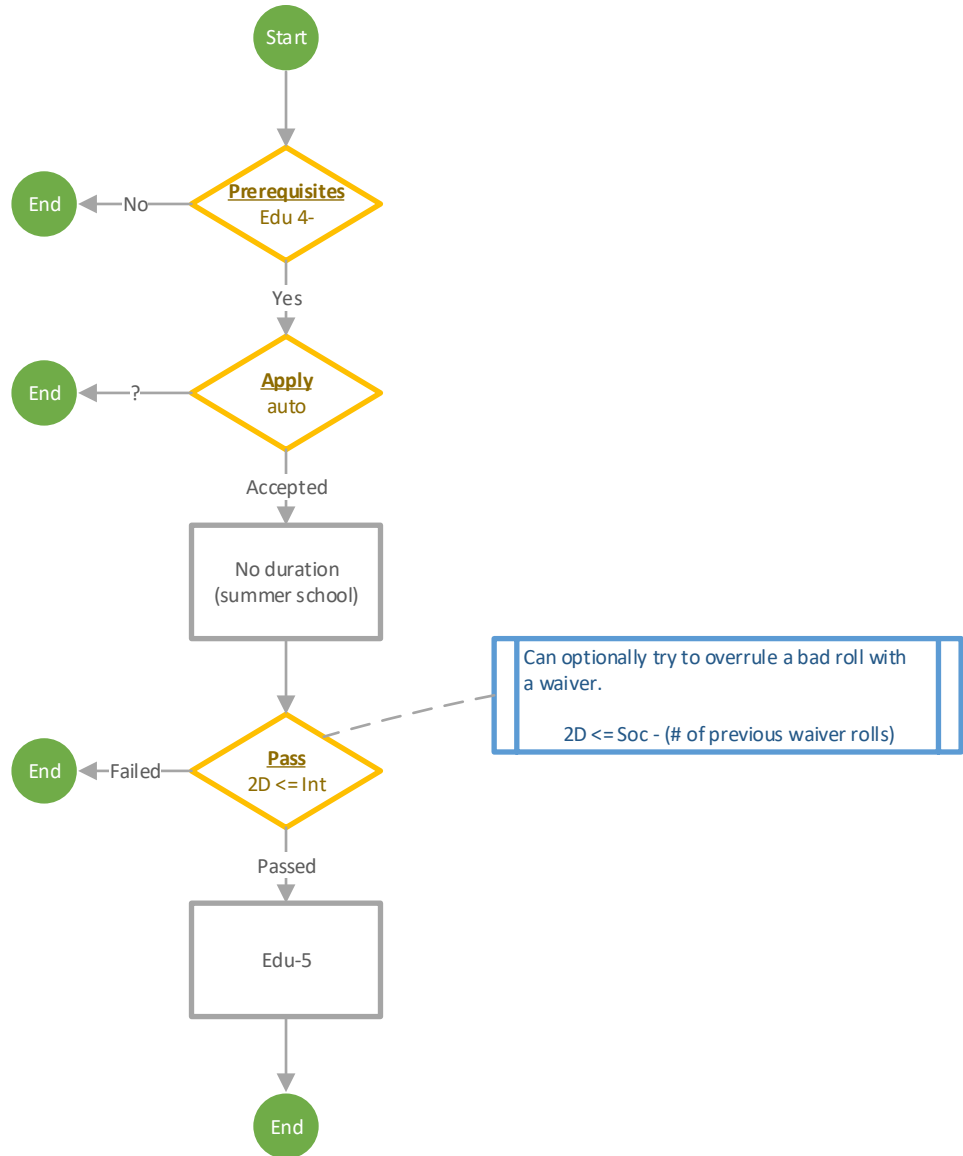 Start
Prerequisites
Edu 4-
End
No
Yes
Apply
auto
End
?
Accepted
No duration
(summer school)
Can optionally try to overrule a bad roll with
a waiver.
2D <= Soc - (# of previous waiver rolls)
Pass
2D <= Int
End
Failed
Passed
Edu-5
End